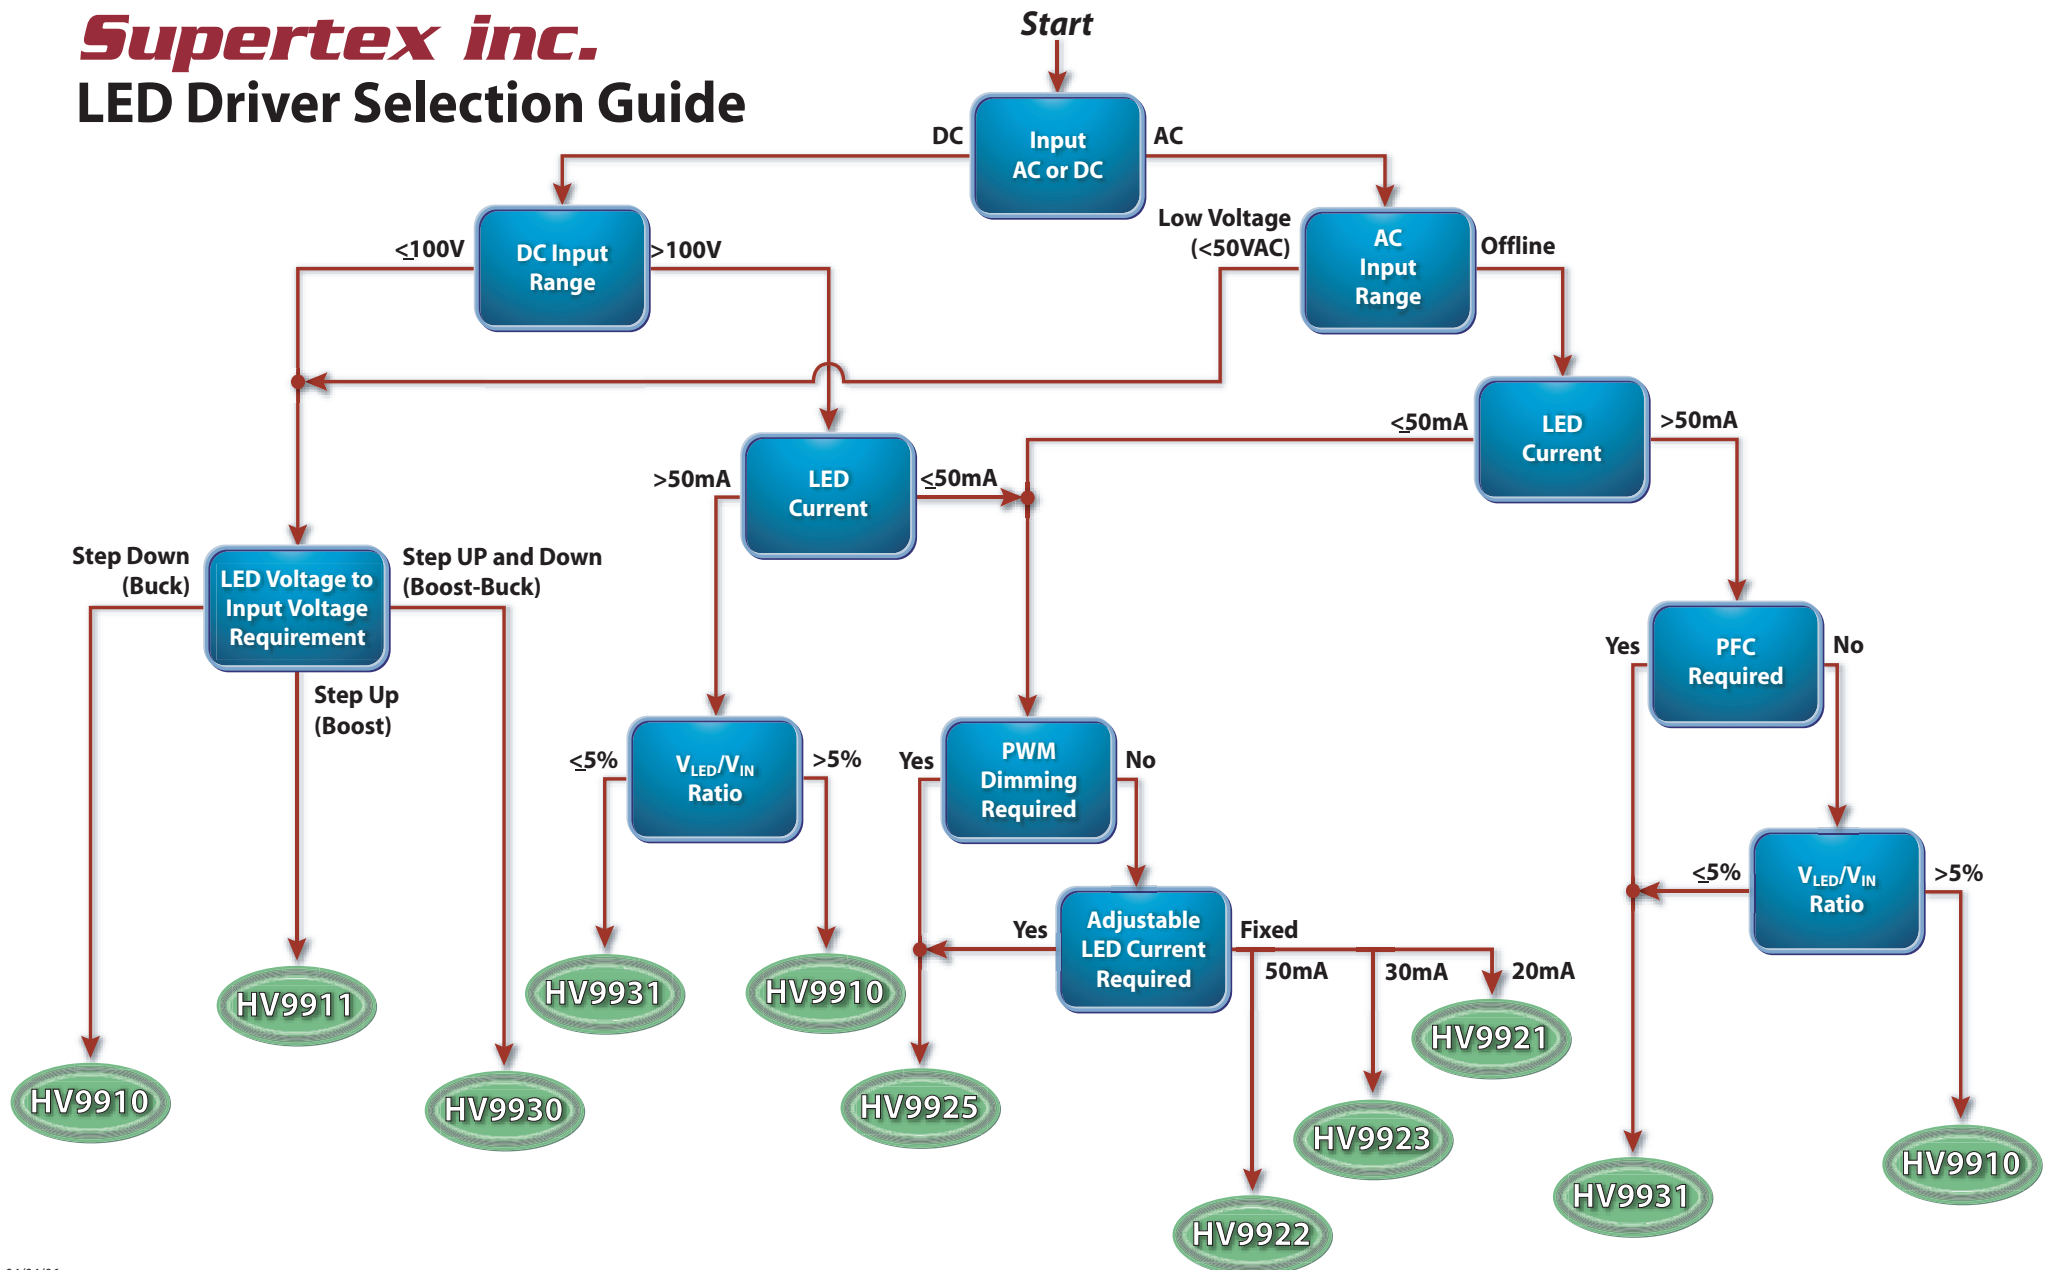 Supertex inc.
LED Driver Selection Guide
Start
DC
Input
AC or DC
AC
≤100V
DC Input
Range
>100V
Low Voltage
(<50VAC)
AC
Input
Range
Offline
≤50mA
LED
Current
>50mA
>50mA
LED
Current
≤50mA
Step Down
(Buck)
LED Voltage to
Input Voltage
Requirement
Step UP and Down
(Boost-Buck)
Step Up
(Boost)
Yes
PFC
Required
No
≤5%
VLED/VIN
Ratio
>5%
Yes
PWM
Dimming
Required
No
≤5%
VLED/VIN
Ratio
>5%
Yes
Adjustable
LED Current
Required
Fixed
50mA
30mA
20mA
HV9911
HV9931
HV9910
HV9921
HV9910
HV9930
HV9925
HV9923
HV9922
HV9931
HV9910